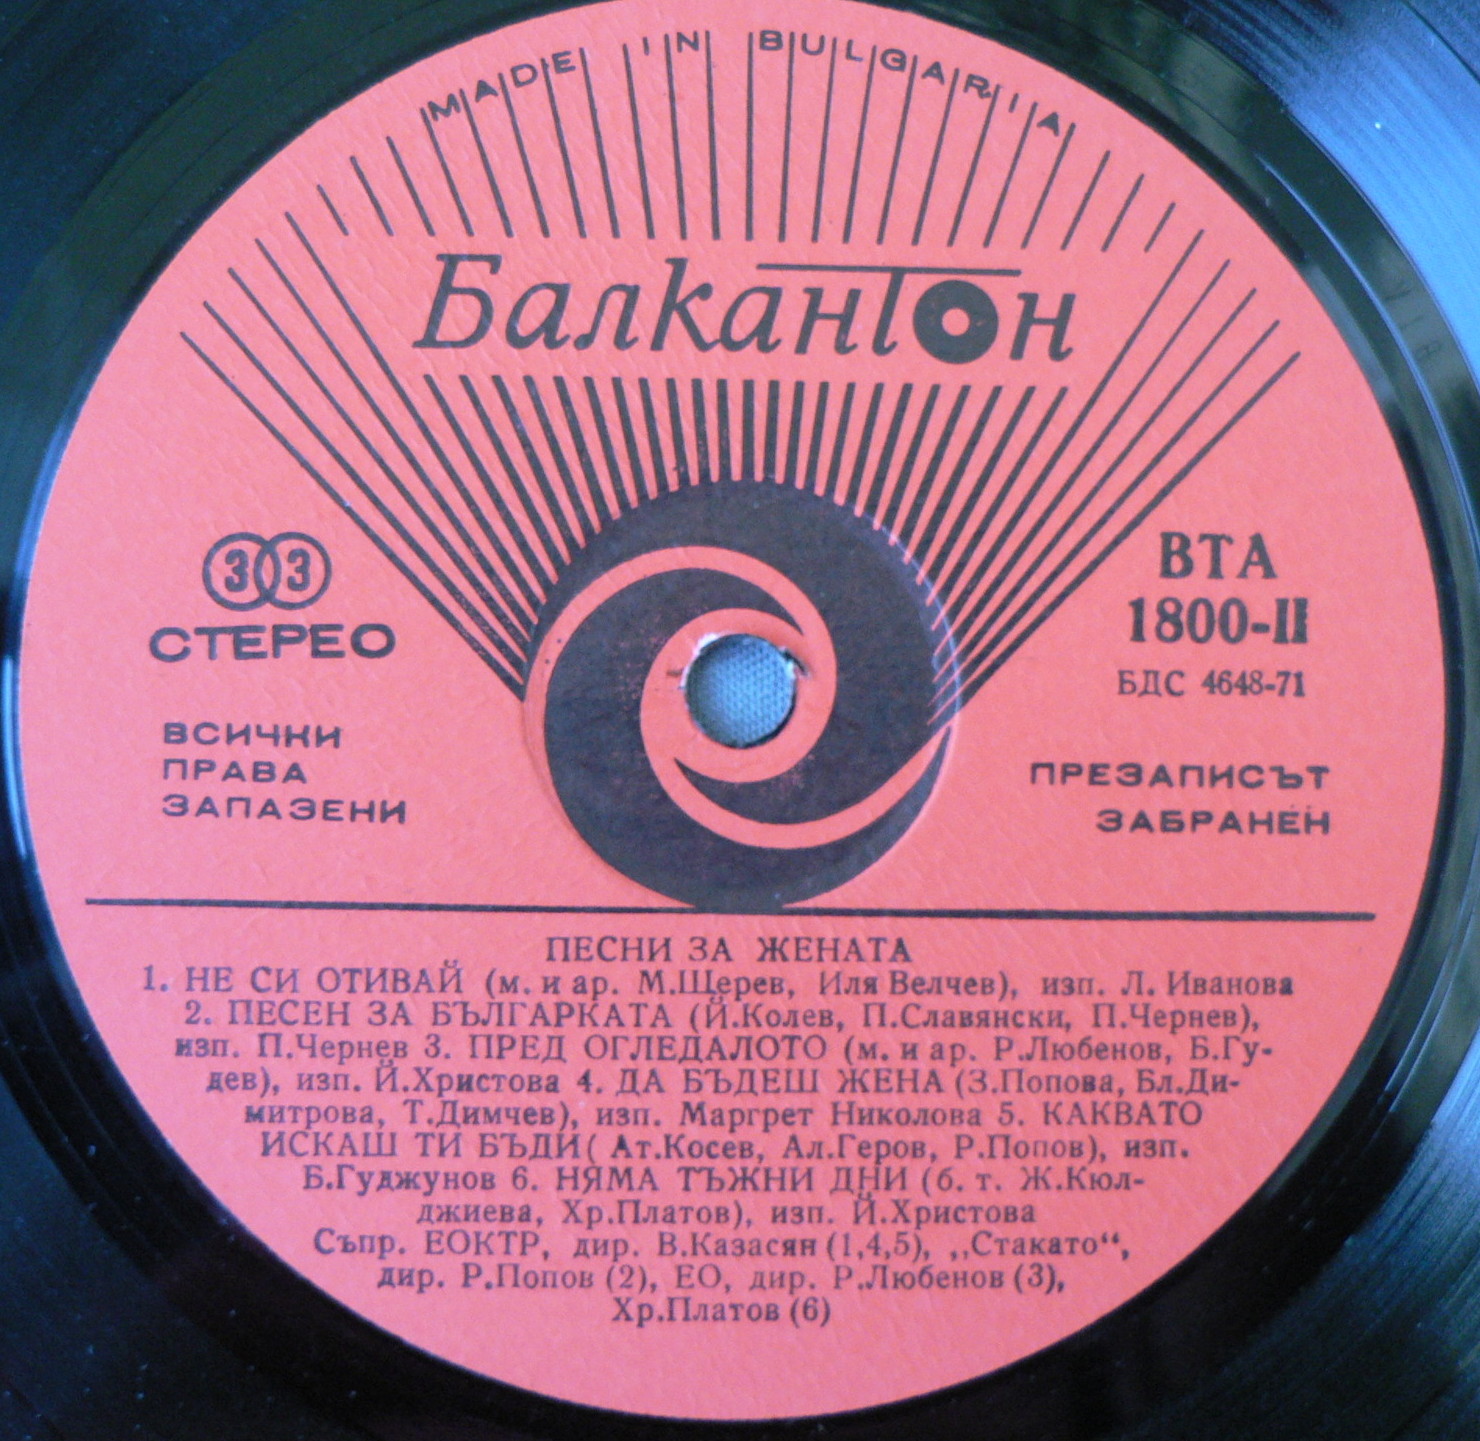 MADE IN BULGARIA
Балкантон
33
СТЕРЕО
ВТА
1800-II
БДС 4648-71
ВСИЧКИ
ПРАВА
ЗАПАЗЕНИ
ПРЕЗАПИСЪТ
ЗАБРАНЕН
ПЕСНИ ЗА ЖЕНАТА
1. НЕ СИ ОТИВАЙ (м. и ар. М.Щерев, Иля Велчев), изп. Л. Иванова
2. ПЕСЕН ЗА БЪЛГАРКАТА (Й.Колев, П.Славянски, П.Чернев),
изп. П.Чернев 3. ПРЕД ОГЛЕДАЛОТО (м. и ар. Р.Любенов, Б.Гу-
дев), изп. Й.Христова 4. ДА БЪДЕШ ЖЕНА (З.Попова, Бл.Ди-
митрова, Т.Димчев), изп. Маргрет Николова 5. КАКВАТО
ИСКАШ ТИ БЪДИ( Ат.Косев, Ал.Геров, Р.Попов), изп.
Б.Гуджунов 6. НЯМА ТЪЖНИ ДНИ (б. т. Ж.Кюл-
джиева, Хр.Платов), изп. Й.Христова
Съпр. ЕОКТР, дир. В.Казасян (1,4,5), „Стакато“,
дир. Р.Попов (2), ЕО, дир. Р.Любенов (3),
Хр.Платов (6)